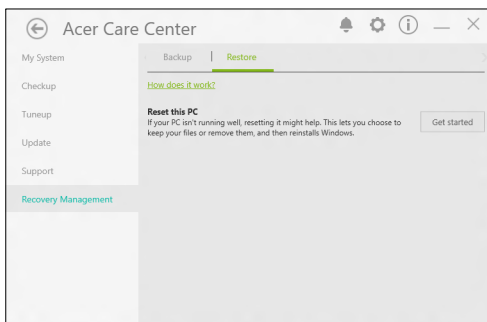 Acer Care Center
My System
Checkup
Tuneup
Update
Support
Recovery Management
Backup | Restore
How does it work?
Reset this PC
If your PC isn't running well, resetting it might help. This lets you choose to
keep your files or remove them, and then reinstalls Windows.
Get started